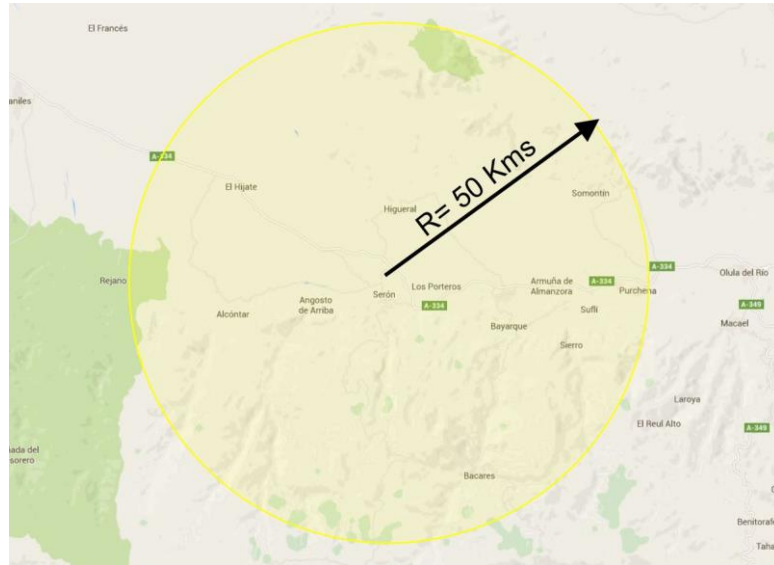 El Francés
aniles
A-334
El Hijate
Higueral
Somontín
R= 50 Kms
Rejano
Serón
Los Porteros
A-334
Armuña de
Almanzora
A-334
A-334
Purchena
Olula del Río
Alcóntar
Angosto
de Arriba
Bayarque
Suflí
A-349
Macael
Sierro
Laroya
El Reul Alto
A-349
ñada del
sorero
Bacares
Benitorafe
Taha